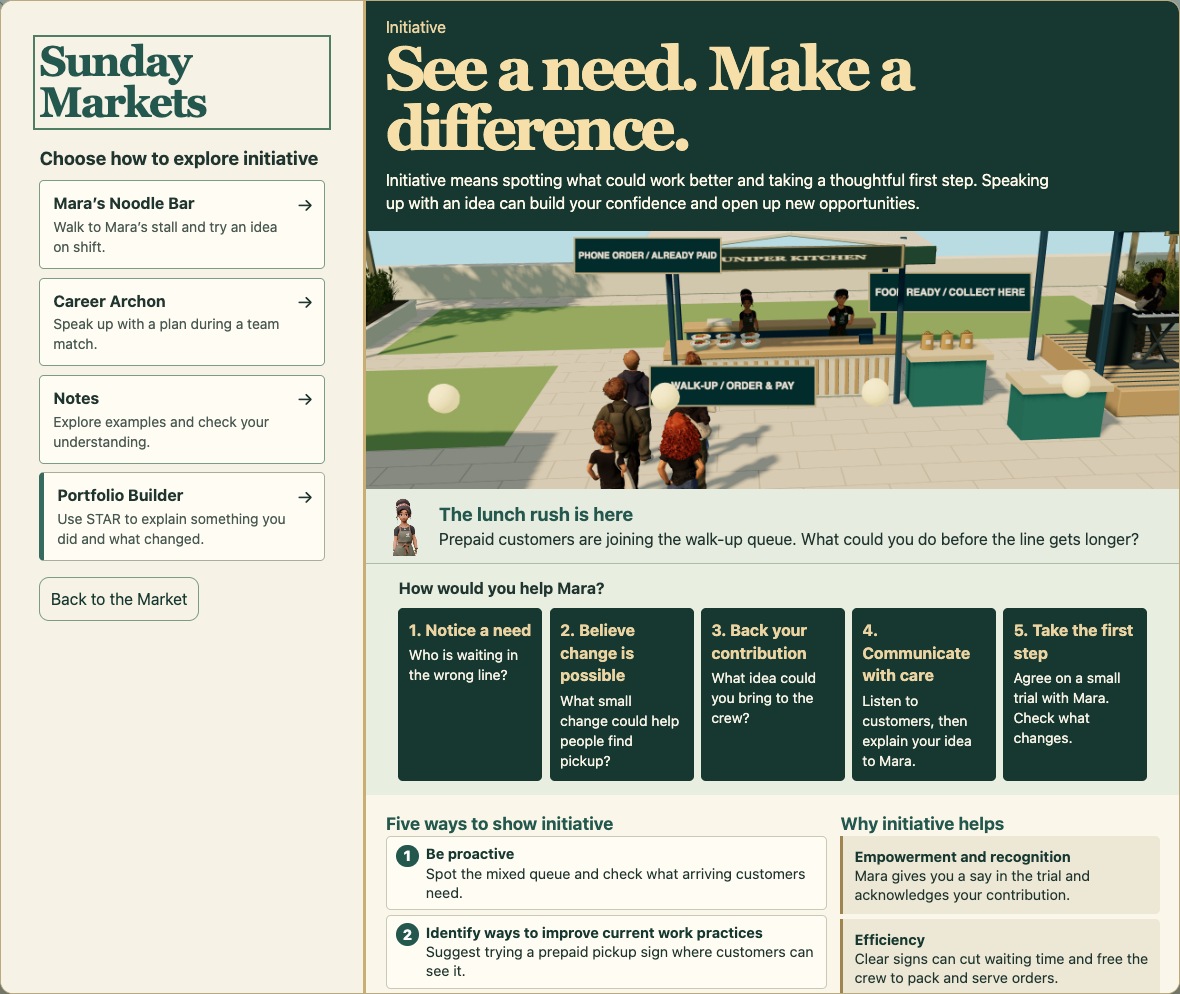 Sunday
Markets
Choose how to explore initiative
Mara’s Noodle Bar
→
Walk to Mara’s stall and try an idea
on shift.
Career Archon
→
Speak up with a plan during a team
match.
Notes
→
Explore examples and check your
understanding.
Portfolio Builder
→
Use STAR to explain something you
did and what changed.
Back to the Market
Initiative
See a need. Make a
difference.
Initiative means spotting what could work better and taking a thoughtful first step. Speaking
up with an idea can build your confidence and open up new opportunities.
PHONE ORDER / ALREADY PAID
UNIPER KITCHEN
FOOD READY / COLLECT HERE
WALK-UP / ORDER & PAY
The lunch rush is here
Prepaid customers are joining the walk-up queue. What could you do before the line gets longer?
How would you help Mara?
1. Notice a need
Who is waiting in
the wrong line?
2. Believe
change is
possible
What small
change could help
people find
pickup?
3. Back your
contribution
What idea could
you bring to the
crew?
4.
Communicate
with care
Listen to
customers, then
explain your idea
to Mara.
5. Take the first
step
Agree on a small
trial with Mara.
Check what
changes.
Five ways to show initiative
1
Be proactive
Spot the mixed queue and check what arriving customers
need.
2
Identify ways to improve current work practices
Suggest trying a prepaid pickup sign where customers can
see it.
Why initiative helps
Empowerment and recognition
Mara gives you a say in the trial and
acknowledges your contribution.
Efficiency
Clear signs can cut waiting time and free the
crew to pack and serve orders.